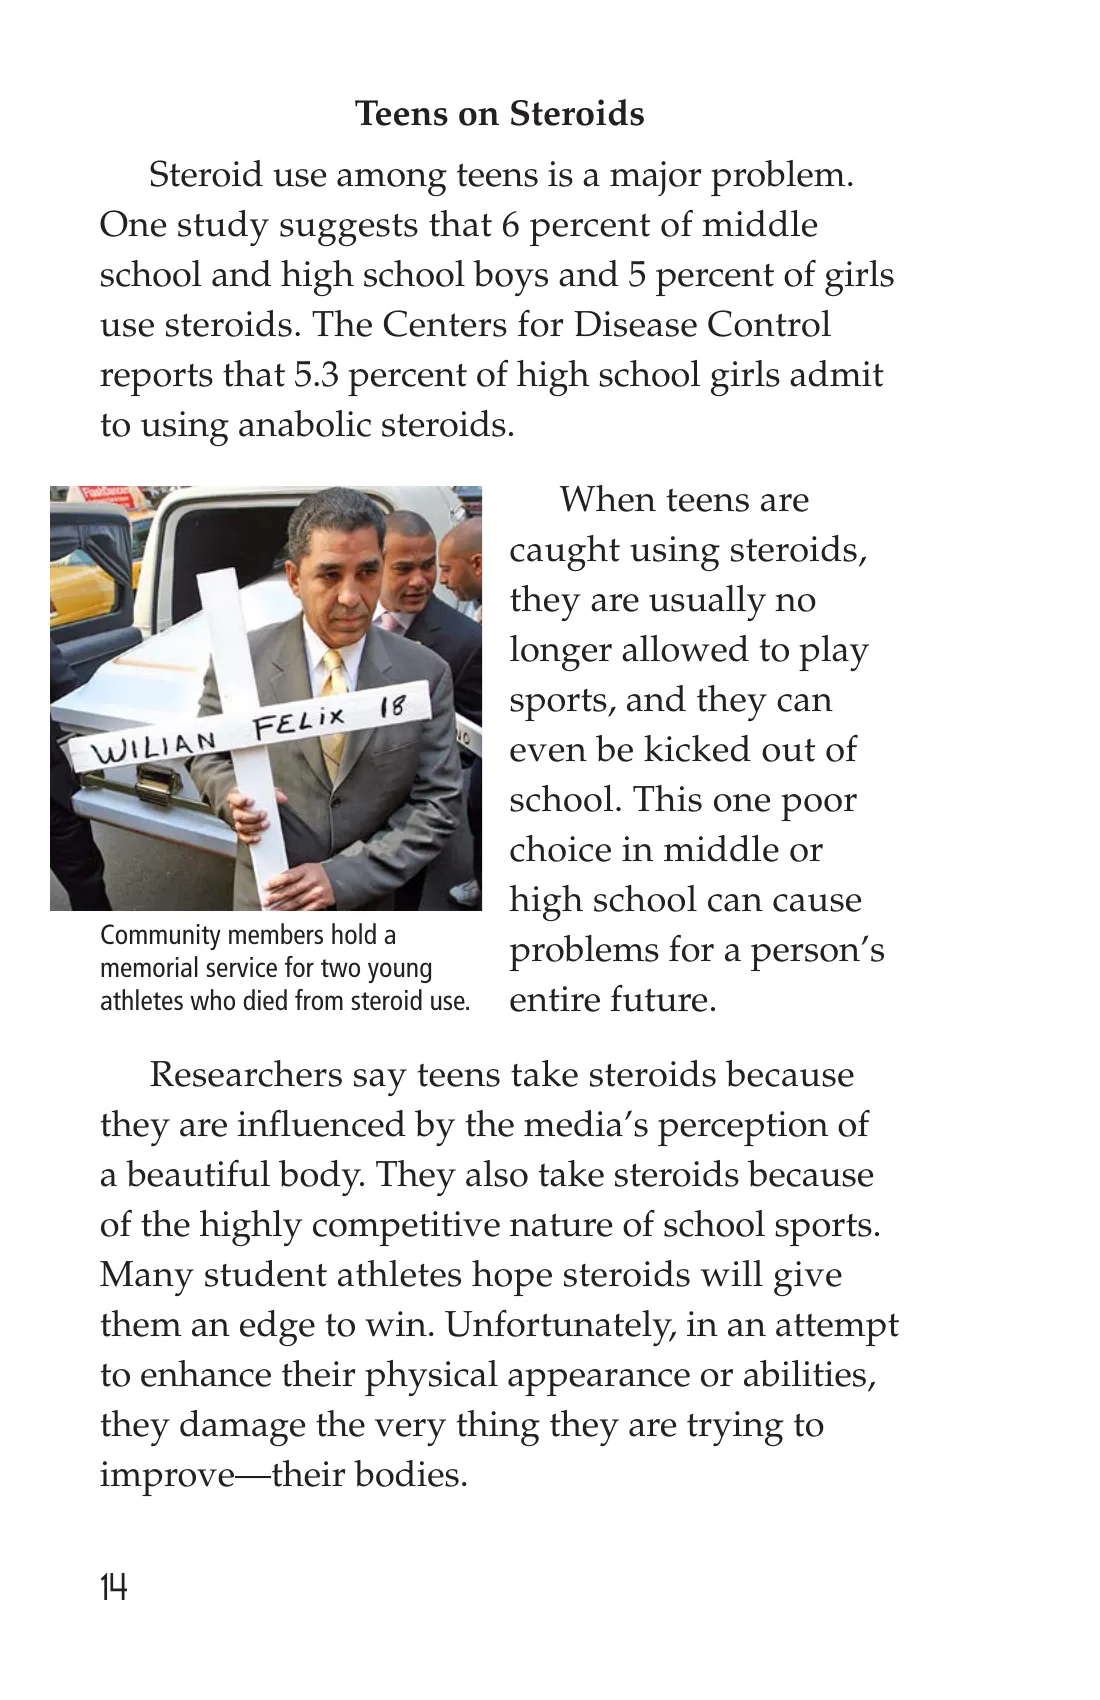 Teens on Steroids
Steroid use among teens is a major problem.
One study suggests that 6 percent of middle
school and high school boys and 5 percent of girls
use steroids. The Centers for Disease Control
reports that 5.3 percent of high school girls admit
to using anabolic steroids.
WILIAN FELIX 18
When teens are
caught using steroids,
they are usually no
longer allowed to play
sports, and they can
even be kicked out of
school. This one poor
choice in middle or
high school can cause
problems for a person’s
entire future.
Community members hold a
memorial service for two young
athletes who died from steroid use.
Researchers say teens take steroids because
they are influenced by the media’s perception of
a beautiful body. They also take steroids because
of the highly competitive nature of school sports.
Many student athletes hope steroids will give
them an edge to win. Unfortunately, in an attempt
to enhance their physical appearance or abilities,
they damage the very thing they are trying to
improve—their bodies.
14